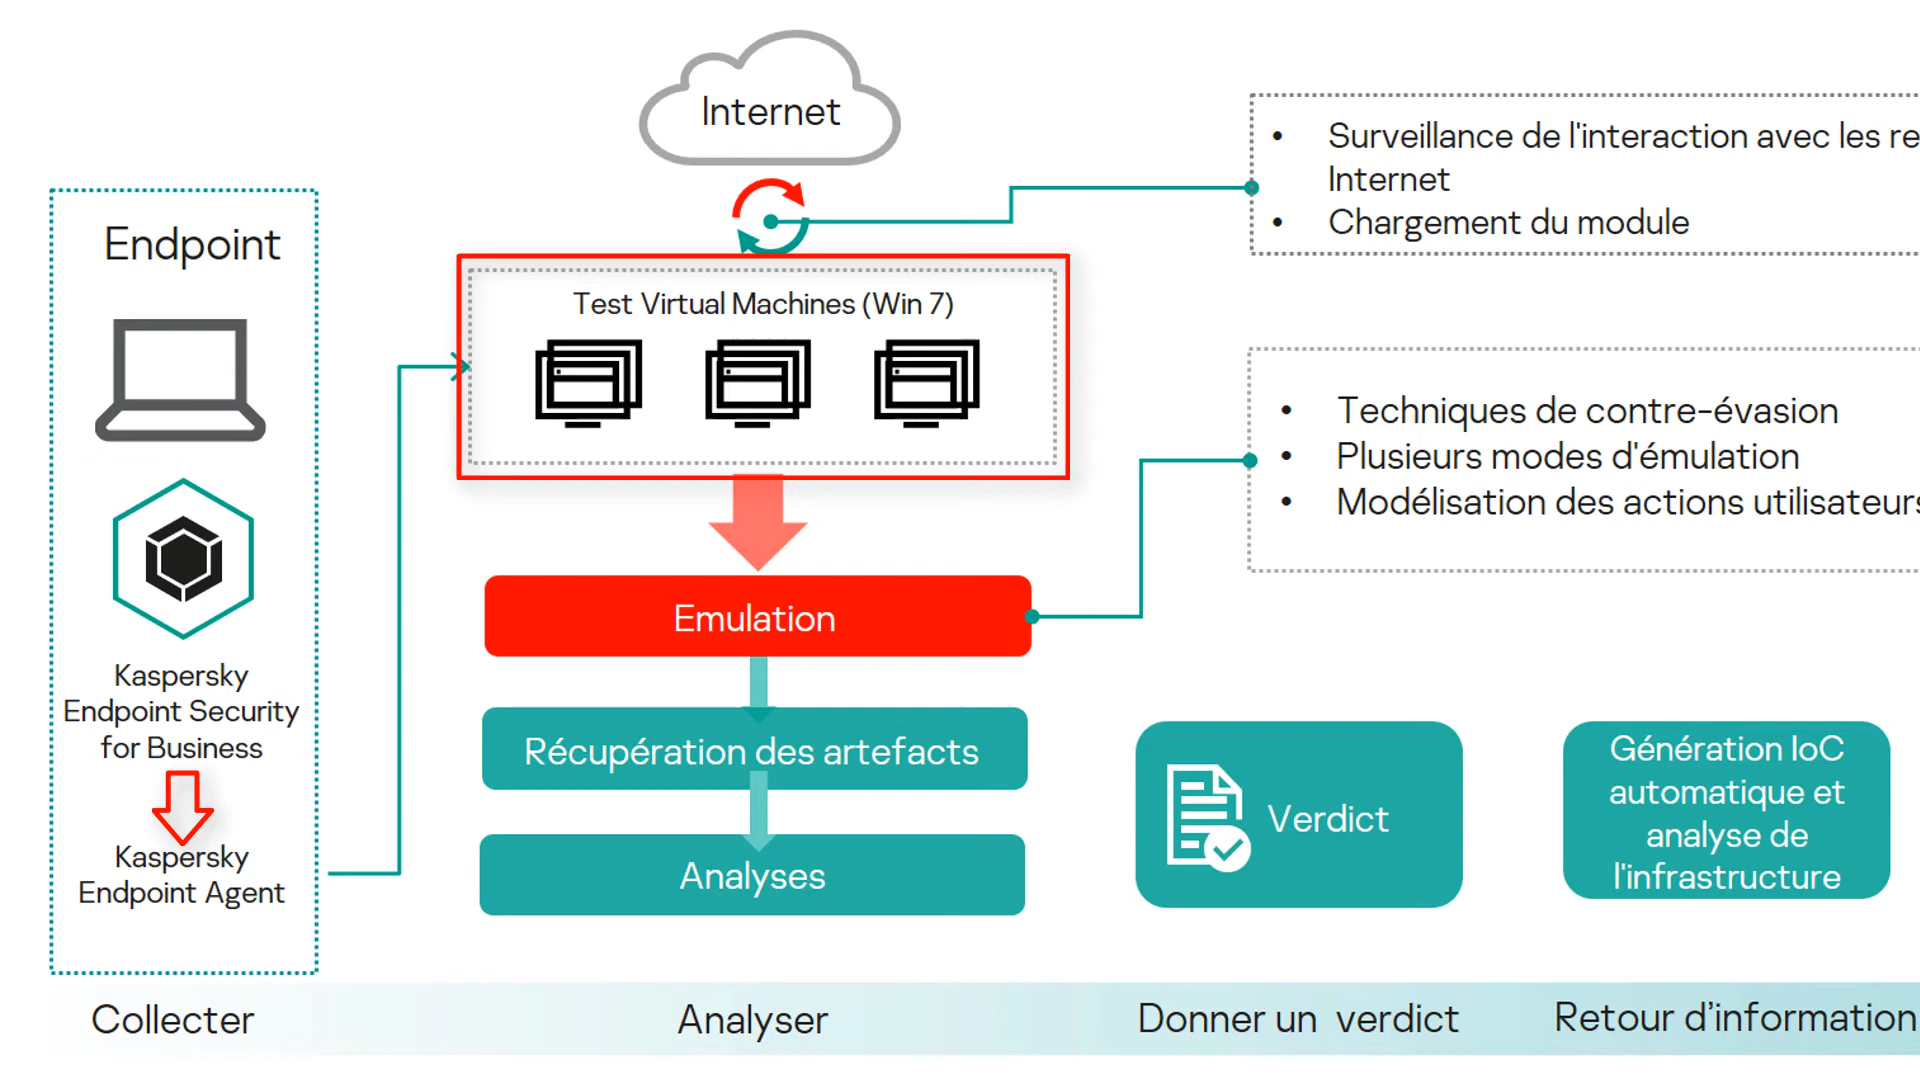 Internet
• Surveillance de l'interaction avec les re
Internet
• Chargement du module
Endpoint
Test Virtual Machines (Win 7)
• Techniques de contre-évasion
• Plusieurs modes d'émulation
• Modélisation des actions utilisateurs
Emulation
Kaspersky
Endpoint Security
for Business
Kaspersky
Endpoint Agent
Récupération des artefacts
Analyses
Verdict
Génération IoC
automatique et
analyse de
l'infrastructure
Collecter
Analyser
Donner un verdict
Retour d’information